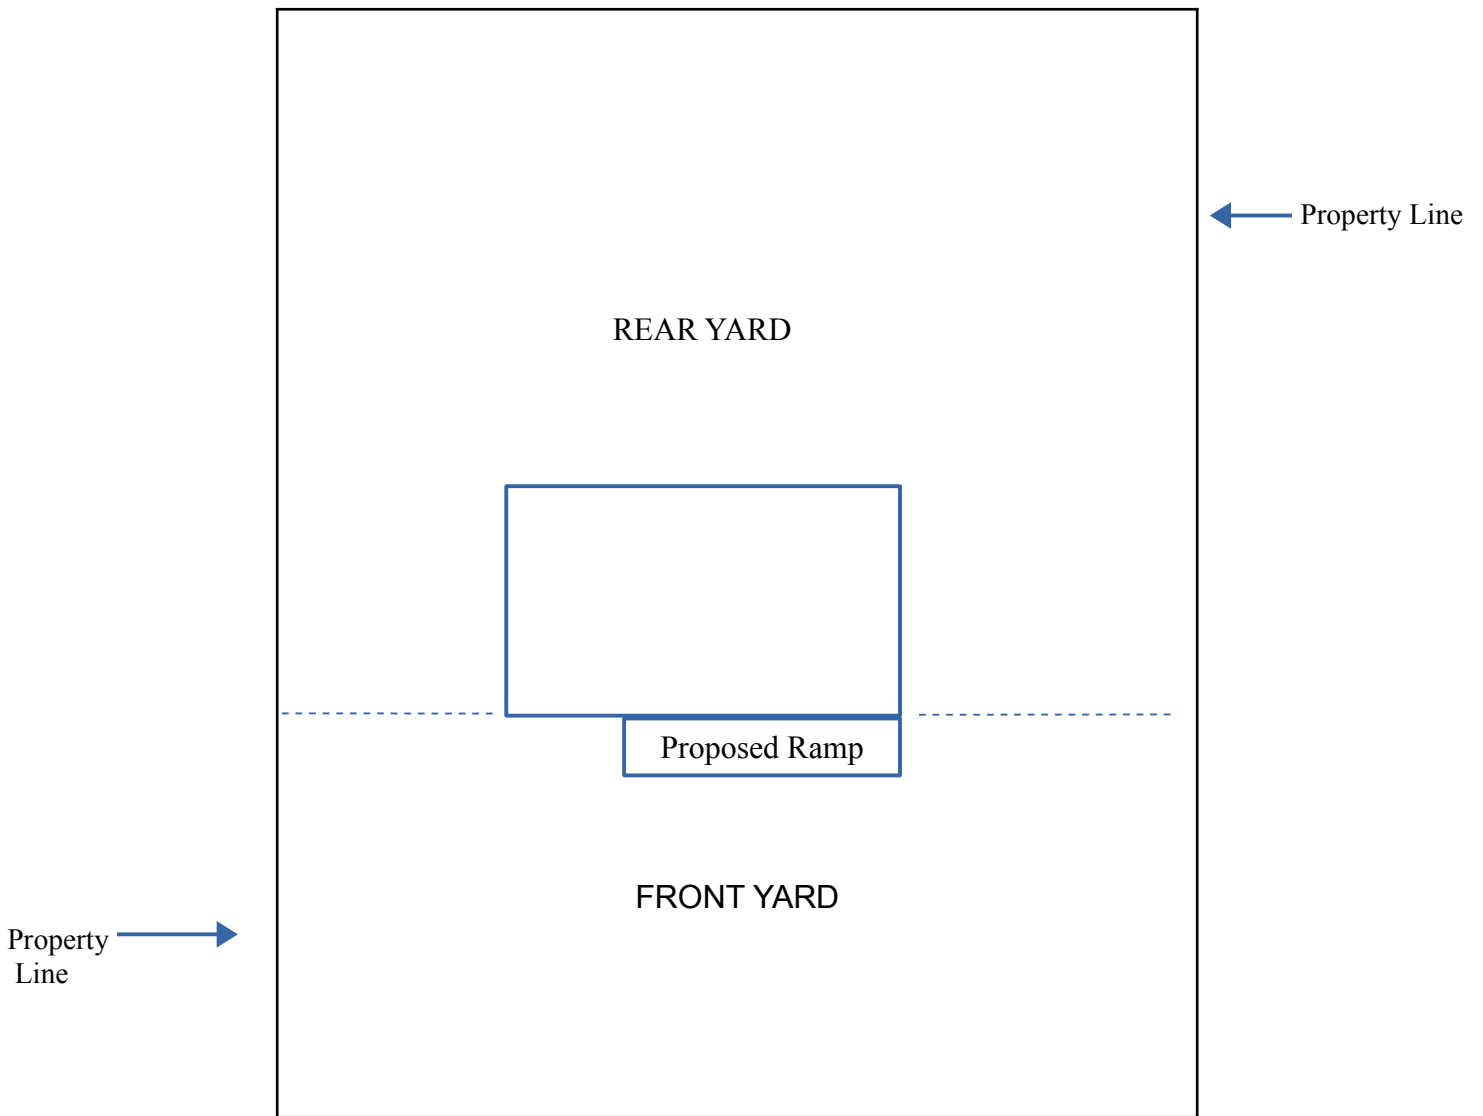 Property Line
REAR YARD
Proposed Ramp
FRONT YARD
Property
Line